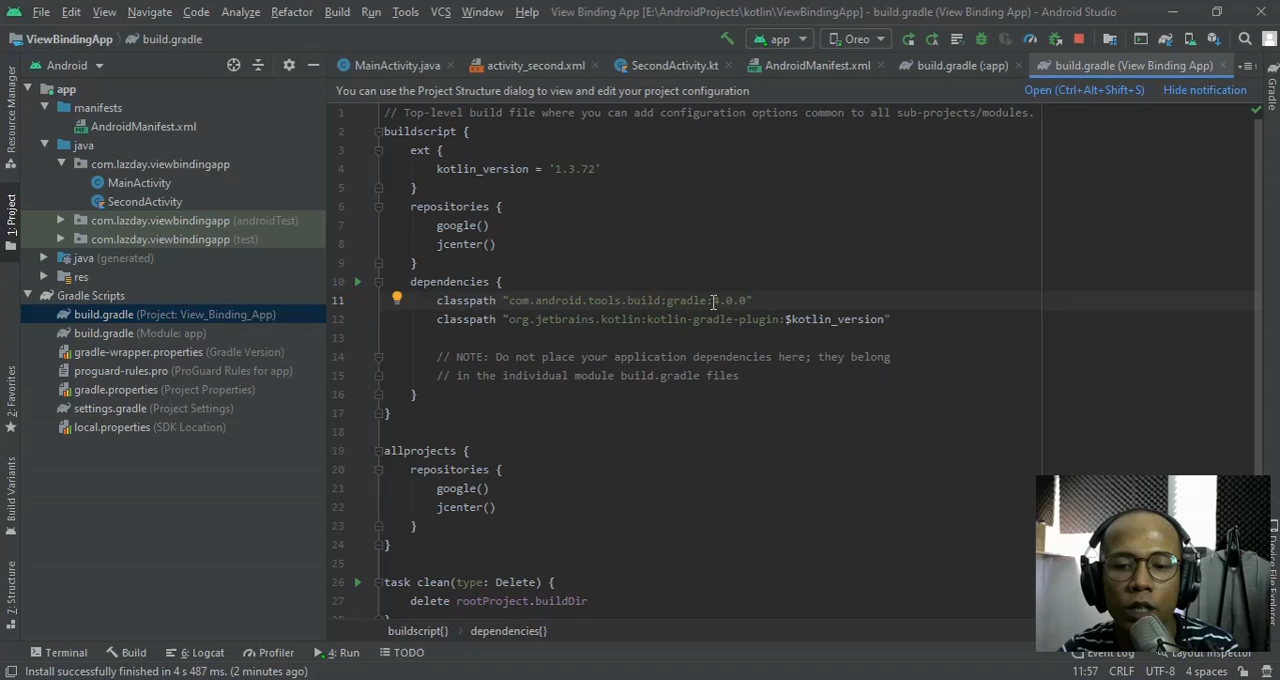 File Edit View Navigate Code Analyze Refactor Build Run Tools VCS Window Help View Binding App [E:\AndroidProjects\kotlin\ViewBindingApp] - build.gradle (View Binding App) - Android Studio
ViewBindingApp build.gradle app Oreo
Android MainActivity.java activity_second.xml SecondActivity.kt AndroidManifest.xml build.gradle (:app) build.gradle (View Binding App)
You can use the Project Structure dialog to view and edit your project configuration Open (Ctrl+Alt+Shift+S) Hide notification
Resource Manager
1: Project
2: Favorites
Build Variants
7: Structure
Gradle
Device File Explorer
app
manifests
AndroidManifest.xml
java
com.lazday.viewbindingapp
MainActivity
SecondActivity
com.lazday.viewbindingapp (androidTest)
com.lazday.viewbindingapp (test)
java (generated)
res
Gradle Scripts
build.gradle (Project: View_Binding_App)
build.gradle (Module: app)
gradle-wrapper.properties (Gradle Version)
proguard-rules.pro (ProGuard Rules for app)
gradle.properties (Project Properties)
settings.gradle (Project Settings)
local.properties (SDK Location)
1 // Top-level build file where you can add configuration options common to all sub-projects/modules.
2 buildscript {
3 ext {
4 kotlin_version = '1.3.72'
5 }
6 repositories {
7 google()
8 jcenter()
9 }
10 dependencies {
11 classpath "com.android.tools.build:gradle:4.0.0"
12 classpath "org.jetbrains.kotlin:kotlin-gradle-plugin:$kotlin_version"
13
14 // NOTE: Do not place your application dependencies here; they belong
15 // in the individual module build.gradle files
16 }
17 }
18
19 allprojects {
20 repositories {
21 google()
22 jcenter()
23 }
24 }
25
26 task clean(type: Delete) {
27 delete rootProject.buildDir
buildscript{} dependencies{}
Terminal Build 6: Logcat Profiler 4: Run TODO Event Log Layout Inspector
Install successfully finished in 4 s 487 ms. (2 minutes ago) 11:57 CRLF UTF-8 4 spaces